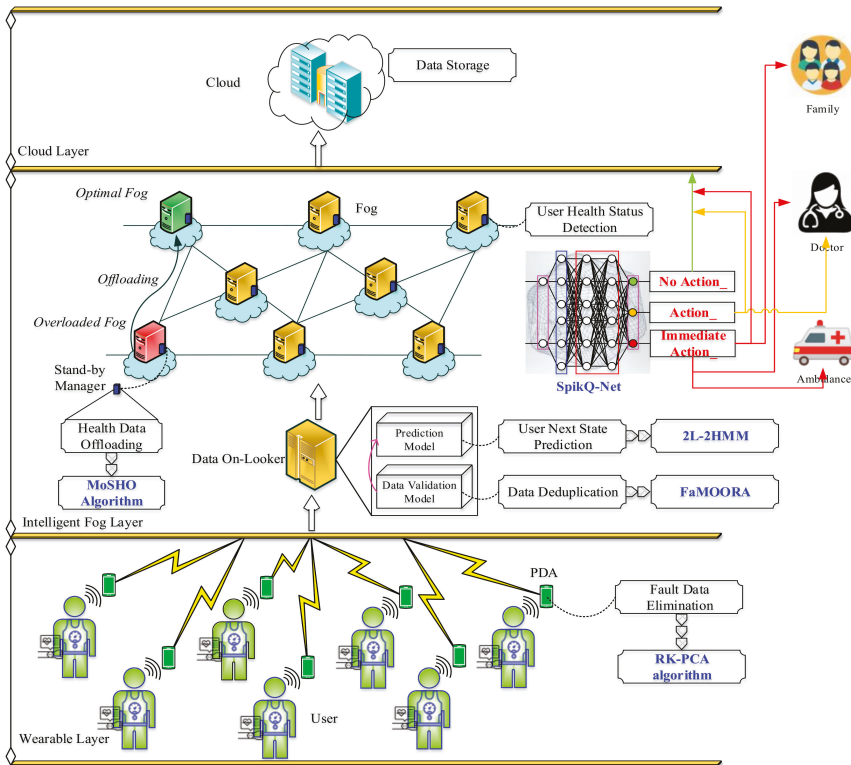 Cloud
Data Storage
Family
Cloud Layer
Optimal Fog
Fog
User Health Status
Detection
Doctor
Offloading
No Action_
Action_
Immediate
Action_
Overloaded Fog
SpikQ-Net
Ambulance
Stand-by
Manager
Health Data
Offloading
MoSHO
Algorithm
Data On-Looker
Prediction
Model
User Next State
Prediction
2L-2HMM
Data Validation
Model
Data Deduplication
FaMOORA
Intelligent Fog Layer
PDA
Fault Data
Elimination
RK-PCA
algorithm
User
Wearable Layer